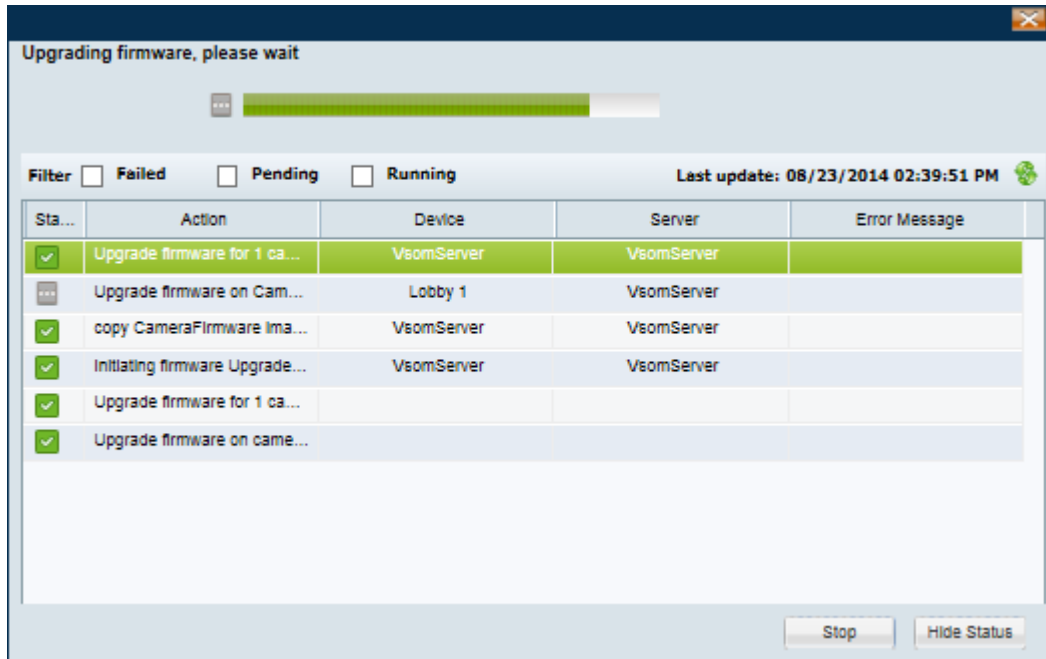 Upgrading firmware, please wait
Filter Failed Pending Running Last update: 08/23/2014 02:39:51 PM
Sta... Action Device Server Error Message
Upgrade firmware for 1 ca... VsomServer VsomServer
Upgrade firmware on Cam... Lobby 1 VsomServer
copy CameraFirmware ima... VsomServer VsomServer
Initiating firmware Upgrade... VsomServer VsomServer
Upgrade firmware for 1 ca...
Upgrade firmware on came...
Stop Hide Status